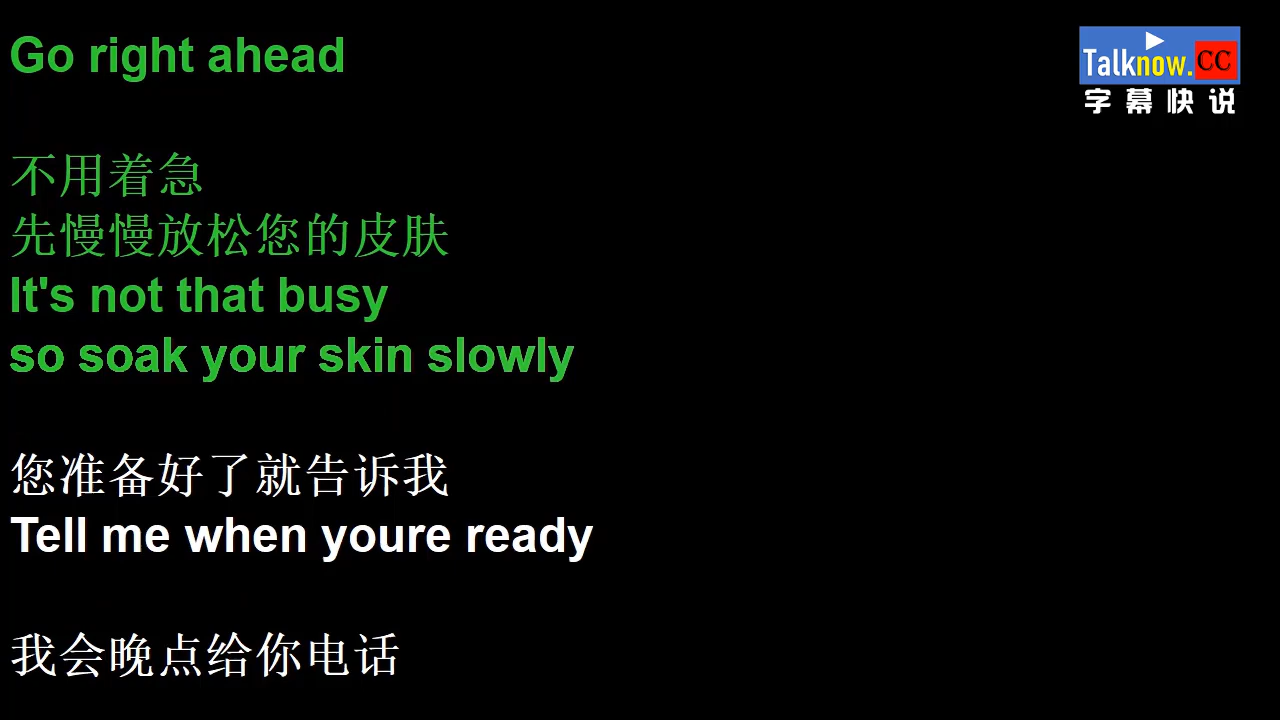 Go right ahead
Talknow.CC
字幕快说
不用着急
先慢慢放松您的皮肤
It's not that busy
so soak your skin slowly
您准备好了就告诉我
Tell me when youre ready
我会晚点给你电话